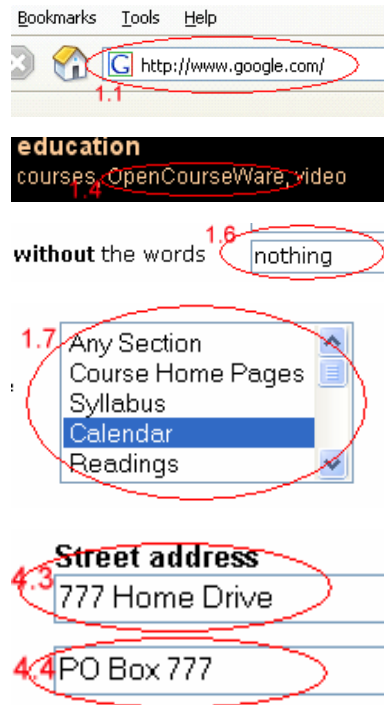 Bookmarks Tools Help
G http://www.google.com/
1.1
education
courses, OpenCourseWare, video
1.4
1.6
without the words nothing
1.7 Any Section
Course Home Pages
Syllabus
Calendar
Readings
Street address
4.3
777 Home Drive
4.4 PO Box 777